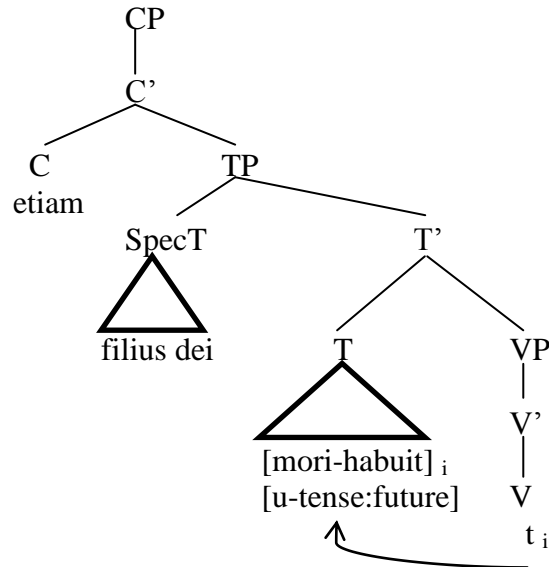 CP
C’
C TP
etiam
SpecT T’
filius dei
T VP
[mori-habuit] i
V’
[u-tense:future] V
t i